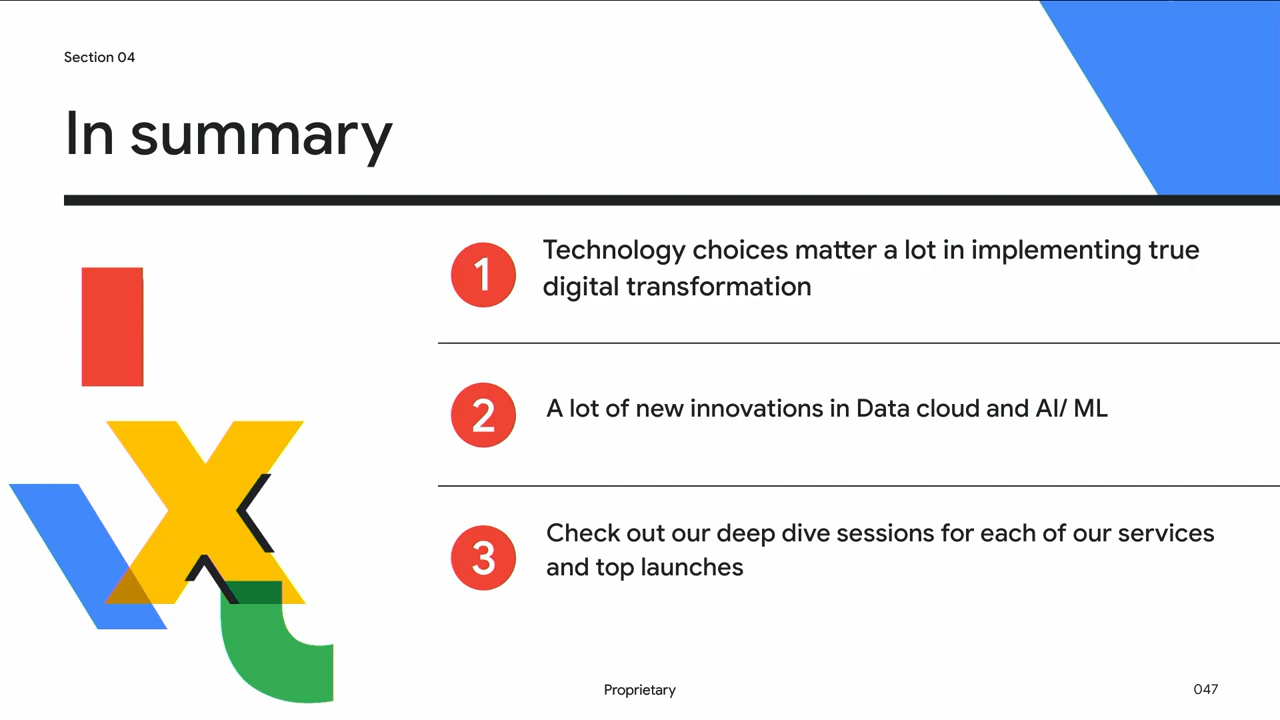 Section 04
In summary
1
Technology choices matter a lot in implementing true
digital transformation
2
A lot of new innovations in Data cloud and AI/ ML
3
Check out our deep dive sessions for each of our services
and top launches
Proprietary
047